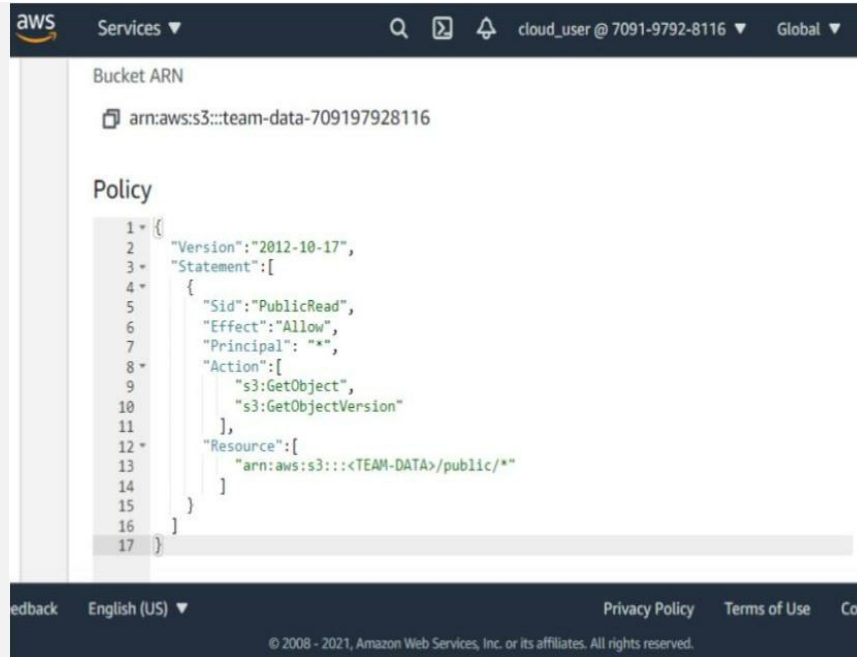 aws Services ▼ cloud_user @ 7091-9792-8116 ▼ Global ▼
Bucket ARN
arn:aws:s3:::team-data-709197928116
Policy
1 {
2 "Version":"2012-10-17",
3 "Statement":[
4 {
5 "Sid":"PublicRead",
6 "Effect":"Allow",
7 "Principal": "*",
8 "Action":[
9 "s3:GetObject",
10 "s3:GetObjectVersion"
11 ],
12 "Resource":[
13 "arn:aws:s3:::<TEAM-DATA>/public/*"
14 ]
15 }
16 ]
17 }
edback English (US) ▼ Privacy Policy Terms of Use Co
© 2008 - 2021, Amazon Web Services, Inc. or its affiliates. All rights reserved.